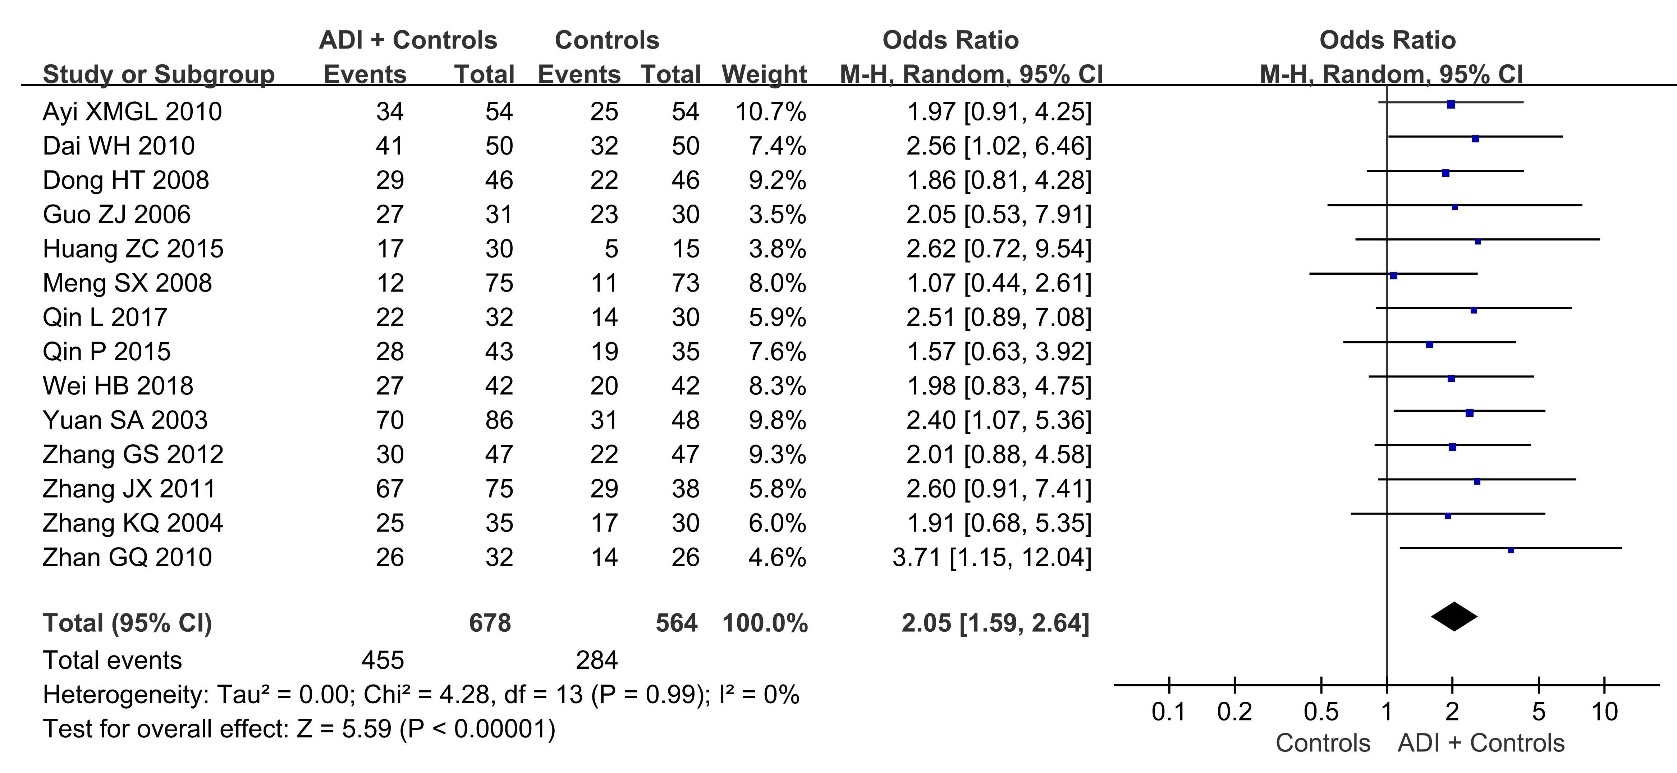 ADI + Controls Controls Odds Ratio Odds Ratio
Study or Subgroup Events Total Events Total Weight M-H, Random, 95% CI M-H, Random, 95% CI
Ayi XMGL 2010 34 54 25 54 10.7% 1.97 [0.91, 4.25]
Dai WH 2010 41 50 32 50 7.4% 2.56 [1.02, 6.46]
Dong HT 2008 29 46 22 46 9.2% 1.86 [0.81, 4.28]
Guo ZJ 2006 27 31 23 30 3.5% 2.05 [0.53, 7.91]
Huang ZC 2015 17 30 5 15 3.8% 2.62 [0.72, 9.54]
Meng SX 2008 12 75 11 73 8.0% 1.07 [0.44, 2.61]
Qin L 2017 22 32 14 30 5.9% 2.51 [0.89, 7.08]
Qin P 2015 28 43 19 35 7.6% 1.57 [0.63, 3.92]
Wei HB 2018 27 42 20 42 8.3% 1.98 [0.83, 4.75]
Yuan SA 2003 70 86 31 48 9.8% 2.40 [1.07, 5.36]
Zhang GS 2012 30 47 22 47 9.3% 2.01 [0.88, 4.58]
Zhang JX 2011 67 75 29 38 5.8% 2.60 [0.91, 7.41]
Zhang KQ 2004 25 35 17 30 6.0% 1.91 [0.68, 5.35]
Zhan GQ 2010 26 32 14 26 4.6% 3.71 [1.15, 12.04]
Total (95% CI) 678 564 100.0% 2.05 [1.59, 2.64]
Total events 455 284
Heterogeneity: Tau² = 0.00; Chi² = 4.28, df = 13 (P = 0.99); I² = 0%
Test for overall effect: Z = 5.59 (P < 0.00001)
0.1 0.2 0.5 1 2 5 10
Controls ADI + Controls